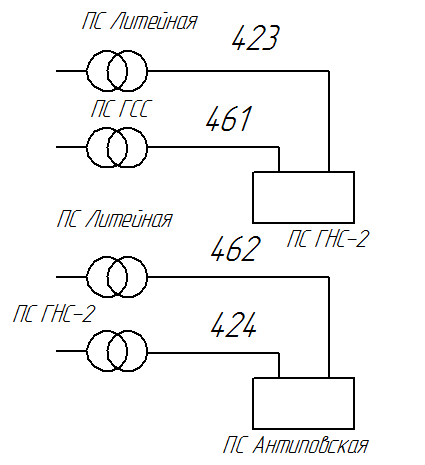 ПС Литейная
423
ПС ГСС
461
ПС ГНС-2
ПС Литейная
462
ПС ГНС-2
424
ПС Антиповская